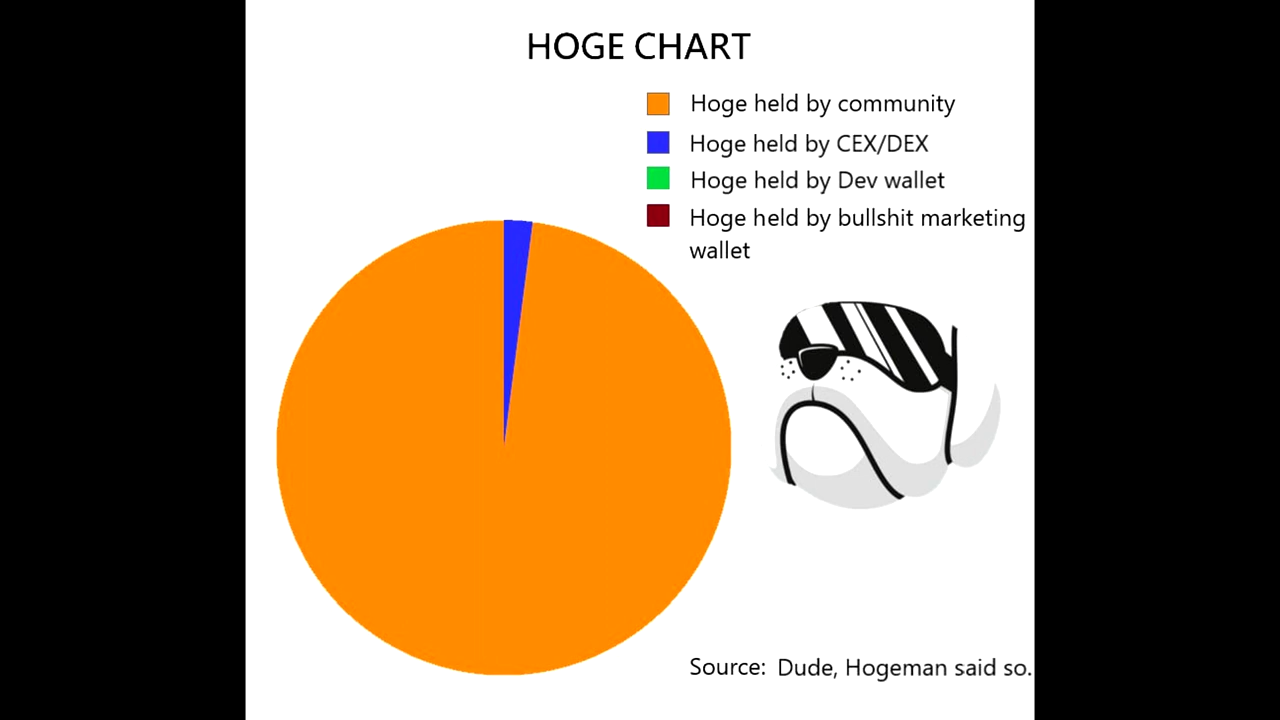 HOGE CHART
Hoge held by community
Hoge held by CEX/DEX
Hoge held by Dev wallet
Hoge held by bullshit marketing
wallet
Source: Dude, Hogeman said so.